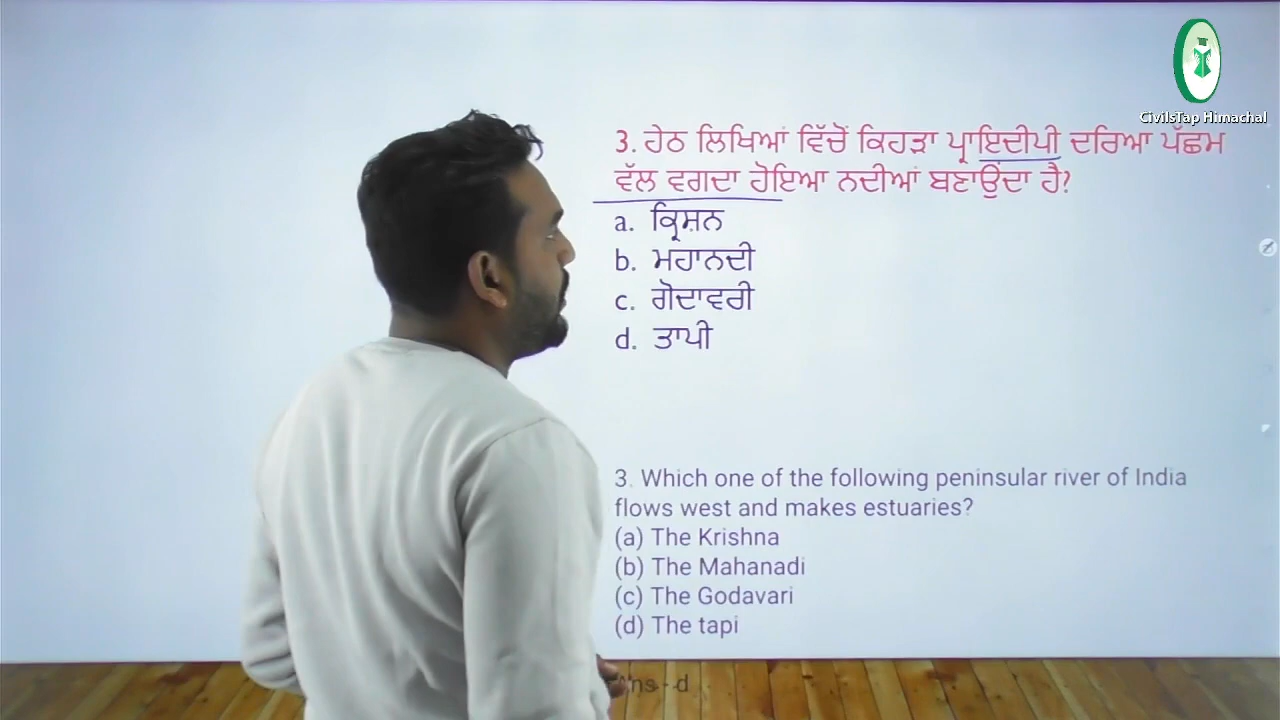 CivilsTap Himachal
3. ਹੇਠ ਲਿਖਿਆਂ ਵਿੱਚੋਂ ਕਿਹੜਾ ਪ੍ਰਾਇਦੀਪੀ ਦਰਿਆ ਪੱਛਮ
ਵੱਲ ਵਗਦਾ ਹੋਇਆ ਨਦੀਆਂ ਬਣਾਉਂਦਾ ਹੈ?
a. ਕ੍ਰਿਸ਼ਨ
b. ਮਹਾਨਦੀ
c. ਗੋਦਾਵਰੀ
d. ਤਾਪੀ
3. Which one of the following peninsular river of India
flows west and makes estuaries?
(a) The Krishna
(b) The Mahanadi
(c) The Godavari
(d) The tapi
Ans - d